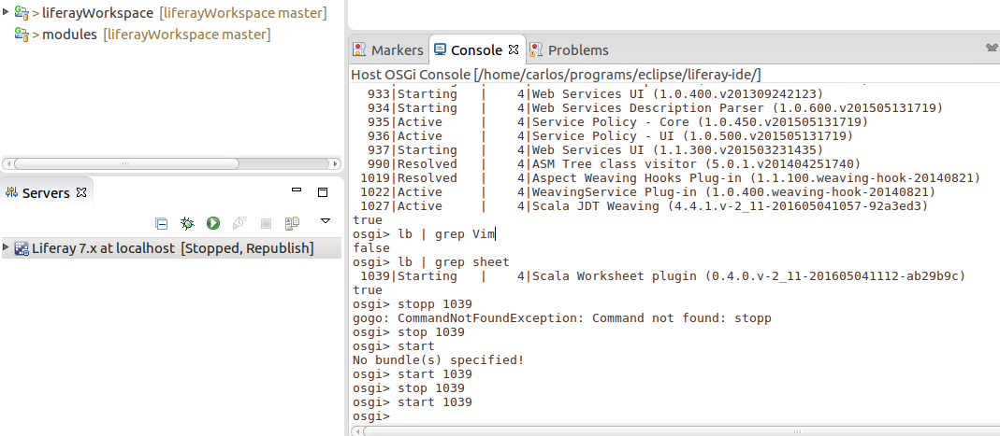 > liferayWorkspace [liferayWorkspace master]
> modules [liferayWorkspace master]
Servers
Liferay 7.x at localhost [Stopped, Republish]
Markers Console Problems
Host OSGi Console [/home/carlos/programs/eclipse/liferay-ide/]
933|Starting | 4|Web Services UI (1.0.400.v201309242123)
934|Starting | 4|Web Services Description Parser (1.0.600.v201505131719)
935|Active | 4|Service Policy - Core (1.0.450.v201505131719)
936|Active | 4|Service Policy - UI (1.0.500.v201505131719)
937|Starting | 4|Web Services UI (1.1.300.v201503231435)
990|Resolved | 4|ASM Tree class visitor (5.0.1.v201404251740)
1019|Resolved | 4|Aspect Weaving Hooks Plug-in (1.1.100.weaving-hook-20140821)
1022|Active | 4|WeavingService Plug-in (1.0.400.weaving-hook-20140821)
1027|Active | 4|Scala JDT Weaving (4.4.1.v-2_11-201605041057-92a3ed3)
true
osgi> lb | grep Vim
false
osgi> lb | grep sheet
1039|Starting | 4|Scala Worksheet plugin (0.4.0.v-2_11-201605041112-ab29b9c)
true
osgi> stopp 1039
gogo: CommandNotFoundException: Command not found: stopp
osgi> stop 1039
osgi> start
No bundle(s) specified!
osgi> start 1039
osgi> stop 1039
osgi> start 1039
osgi>